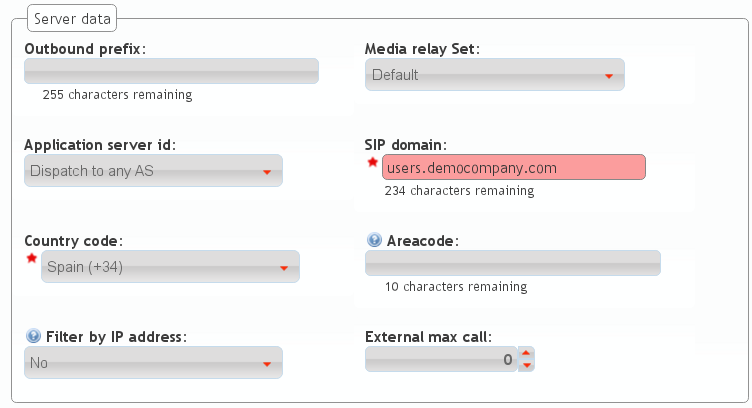 Server data
Outbound prefix:
Media relay Set:
Default
255 characters remaining
Application server id:
SIP domain:
Dispatch to any AS
users.democompany.com
234 characters remaining
Country code:
Areacode:
Spain (+34)
10 characters remaining
Filter by IP address:
External max call:
No
0